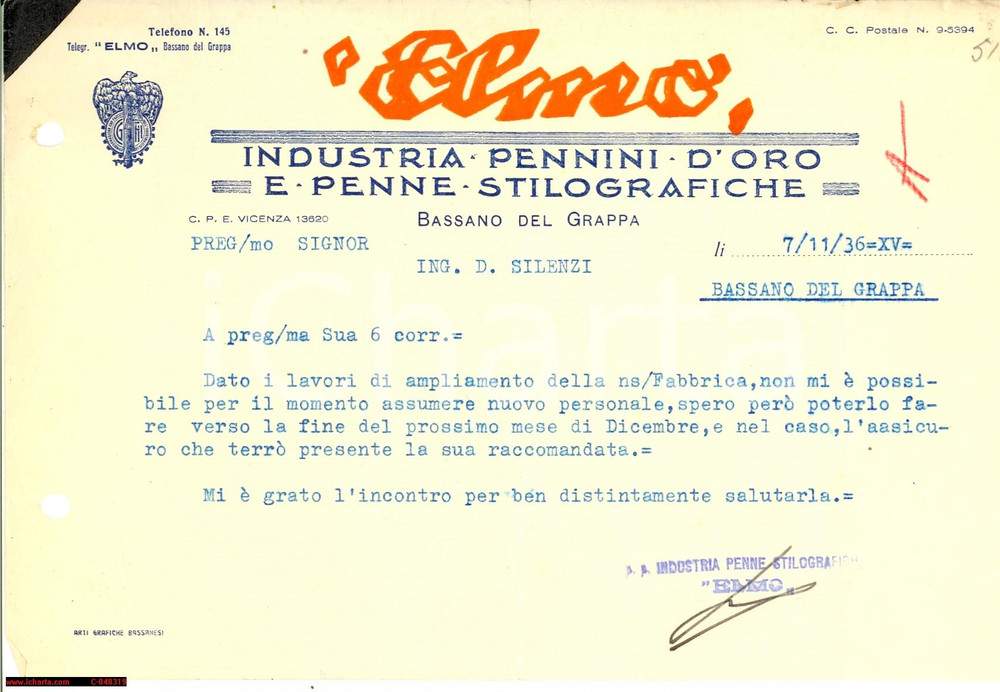 Telefono N. 145
Telegr. "ELMO„ Bassano del Grappa
C. C. Postale N. 9-5394
'Elmo,
INDUSTRIA · PENNINI · D'ORO
E · PENNE · STILOGRAFICHE
C. P. E. VICENZA 13620
BASSANO DEL GRAPPA
PREG/mo SIGNOR
lì 7/11/36=XV=
ING. D. SILENZI
BASSANO DEL GRAPPA
A preg/ma Sua 6 corr.=
Dato i lavori di ampliamento della ns/Fabbrica,non mi è possi-
bile per il momento assumere nuovo personale,spero però poterlo fa-
re verso la fine del prossimo mese di Dicembre,e nel caso,l'aasicu-
ro che terrò presente la sua raccomandata.=
Mi è grato l'incontro per ben distintamente salutarla.=
p. p. INDUSTRIA PENNE STILOGRAFICH
"ELMO„
ARTI GRAFICHE BASSANESI
iCharta
www.icharta.com C-048319